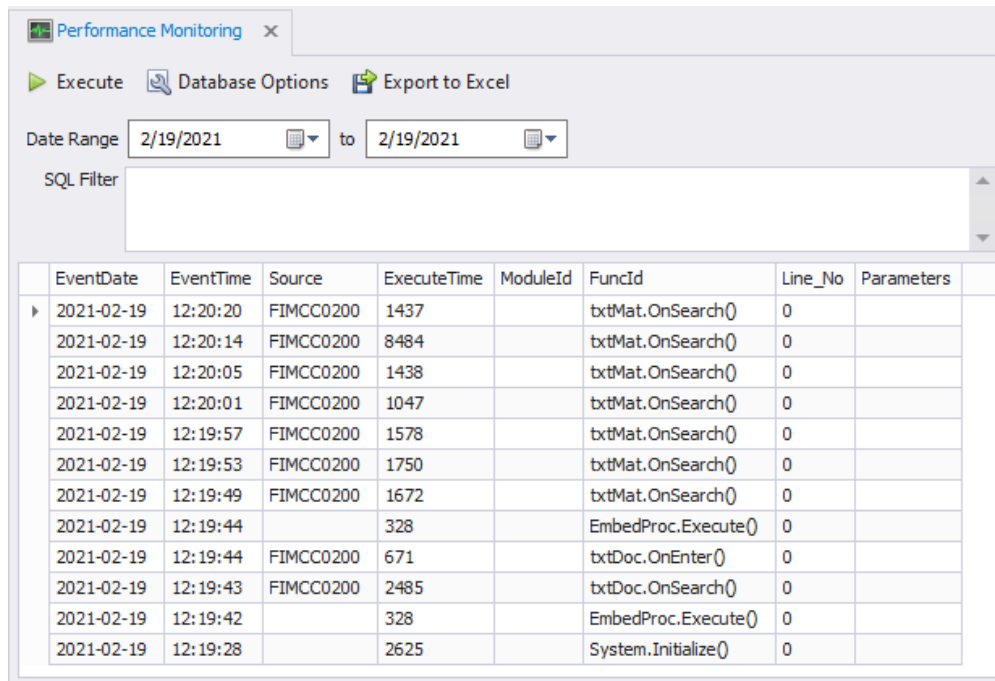 Performance Monitoring
Execute Database Options Export to Excel
Date Range 2/19/2021 to 2/19/2021
SQL Filter
EventDate EventTime Source ExecuteTime ModuleId FuncId Line_No Parameters
2021-02-19 12:20:20 FIMCC0200 1437 txtMat.OnSearch() 0
2021-02-19 12:20:14 FIMCC0200 8484 txtMat.OnSearch() 0
2021-02-19 12:20:05 FIMCC0200 1438 txtMat.OnSearch() 0
2021-02-19 12:20:01 FIMCC0200 1047 txtMat.OnSearch() 0
2021-02-19 12:19:57 FIMCC0200 1578 txtMat.OnSearch() 0
2021-02-19 12:19:53 FIMCC0200 1750 txtMat.OnSearch() 0
2021-02-19 12:19:49 FIMCC0200 1672 txtMat.OnSearch() 0
2021-02-19 12:19:44 328 EmbedProc.Execute() 0
2021-02-19 12:19:44 FIMCC0200 671 txtDoc.OnEnter() 0
2021-02-19 12:19:43 FIMCC0200 2485 txtDoc.OnSearch() 0
2021-02-19 12:19:42 328 EmbedProc.Execute() 0
2021-02-19 12:19:28 2625 System.Initialize() 0